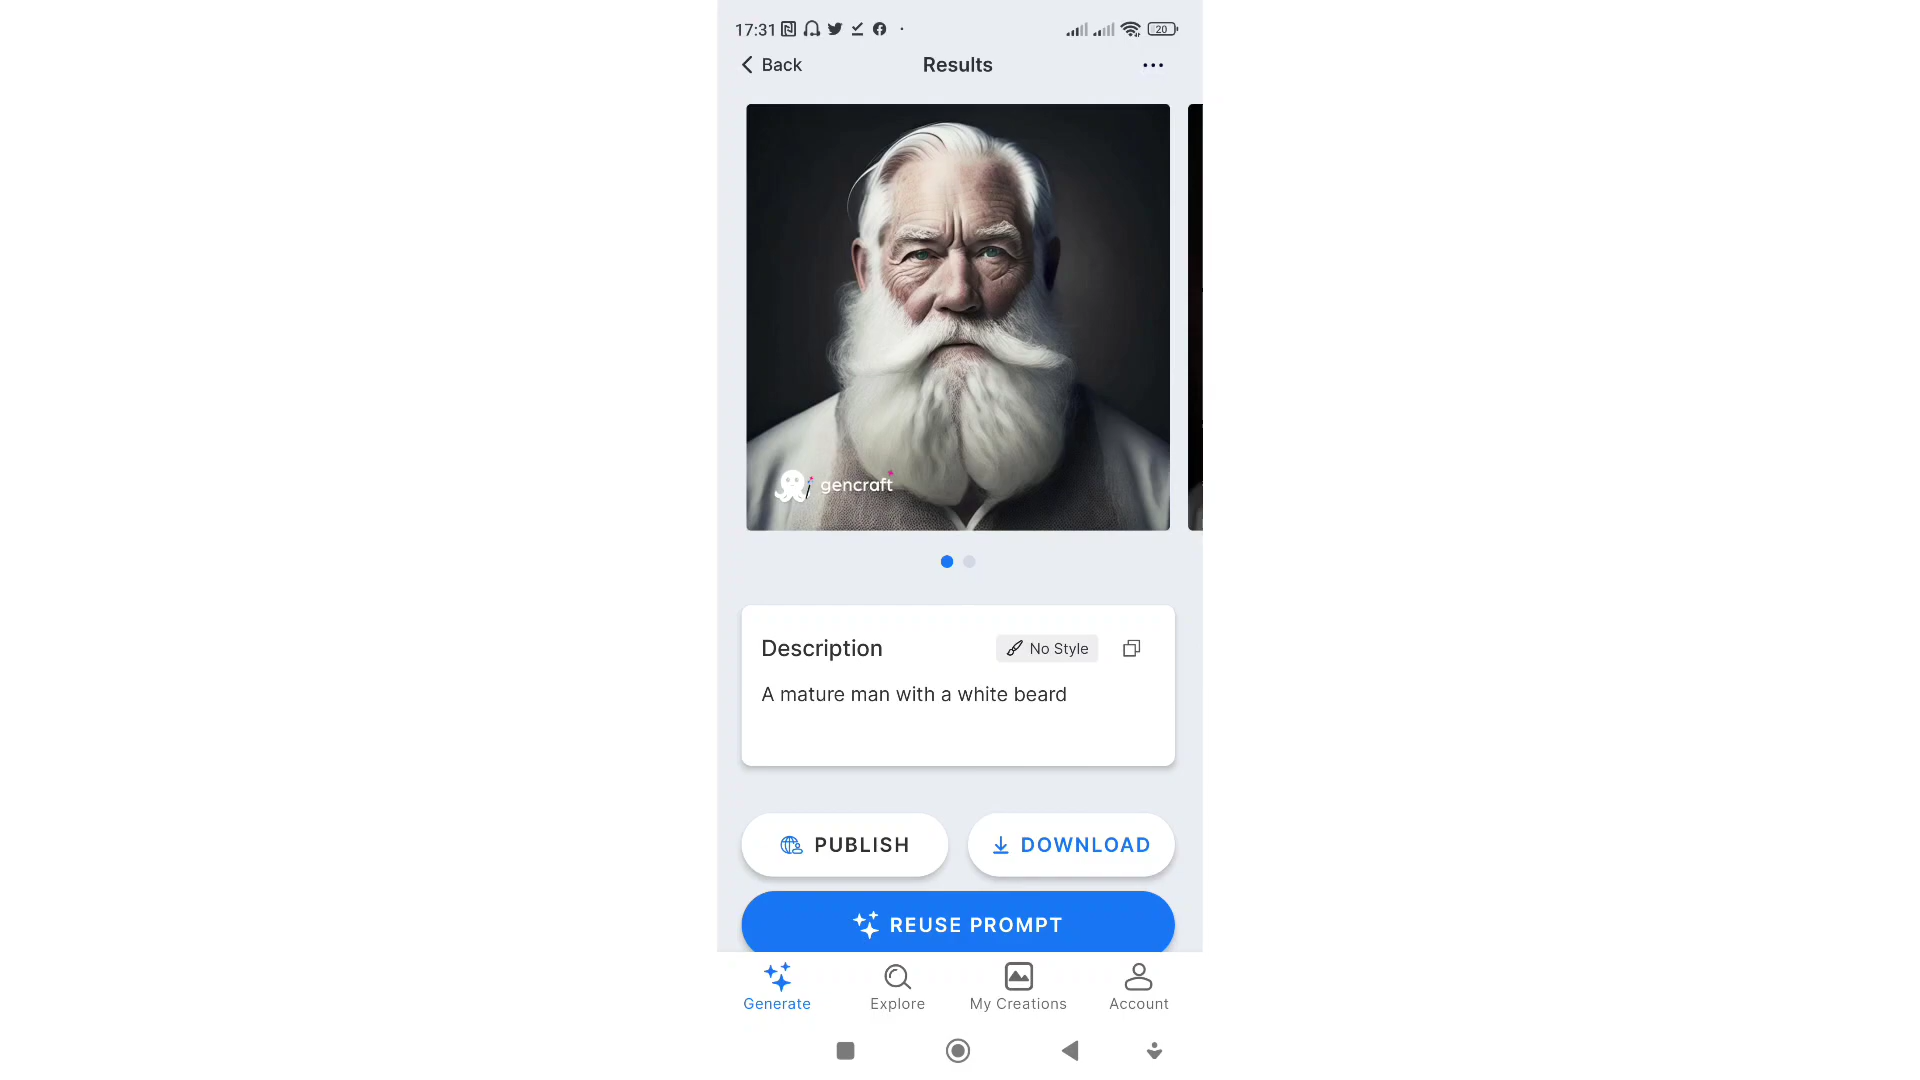 17:31
20
Back
Results
gencraft
Description
No Style
A mature man with a white beard
PUBLISH
DOWNLOAD
REUSE PROMPT
Generate
Explore
My Creations
Account